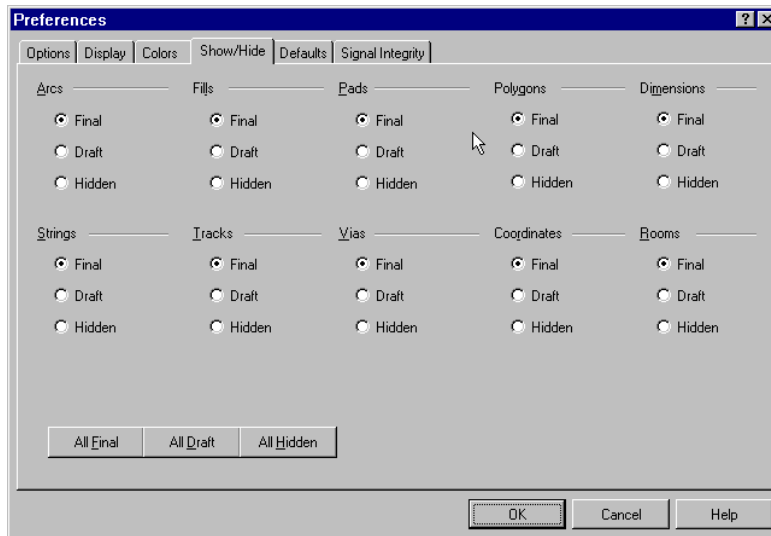 Preferences
Options Display Colors Show/Hide Defaults Signal Integrity
Arcs Fills Pads Polygons Dimensions
Final Final Final Final Final
Draft Draft Draft Draft Draft
Hidden Hidden Hidden Hidden Hidden
Strings Tracks Vias Coordinates Rooms
Final Final Final Final Final
Draft Draft Draft Draft Draft
Hidden Hidden Hidden Hidden Hidden
All Final All Draft All Hidden
OK Cancel Help